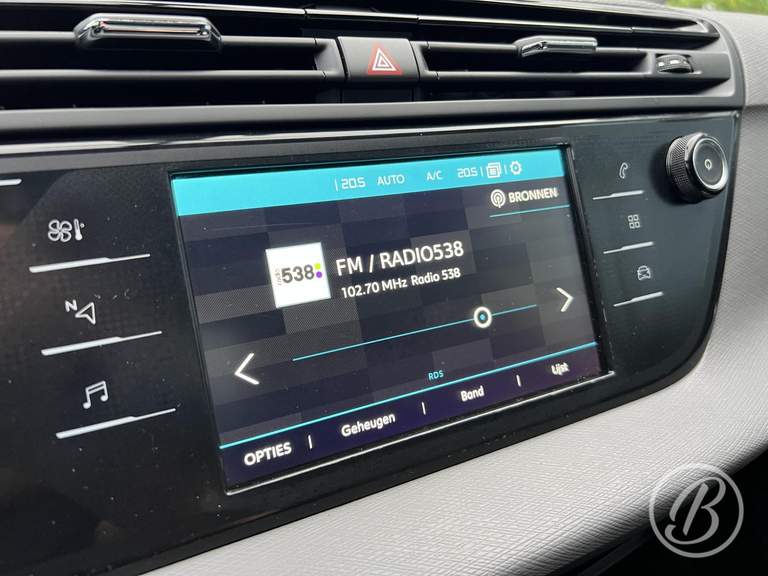 20.5 AUTO A/C 20.5
BRONNEN
radio
538
FM / RADIO538
102.70 MHz Radio 538
RDS
OPTIES Geheugen Band Lijst
N
B